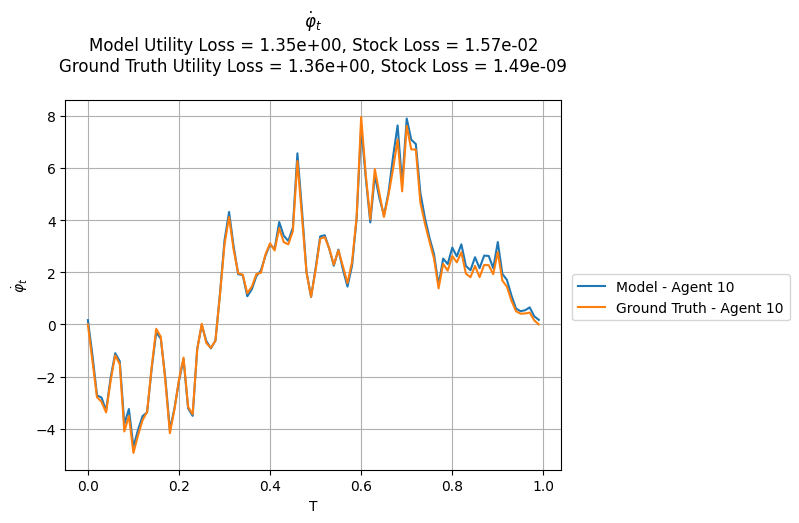 φ̇ₜ
Model Utility Loss = 1.35e+00, Stock Loss = 1.57e-02
Ground Truth Utility Loss = 1.36e+00, Stock Loss = 1.49e-09
φ̇ₜ
8
6
4
2
0
−2
−4
0.0
0.2
0.4
0.6
0.8
1.0
T
Model - Agent 10
Ground Truth - Agent 10